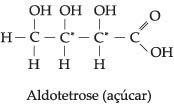 OH OH OH
H – C – C* – C* – C
O
OH
H H H
Aldotetrose (açúcar)